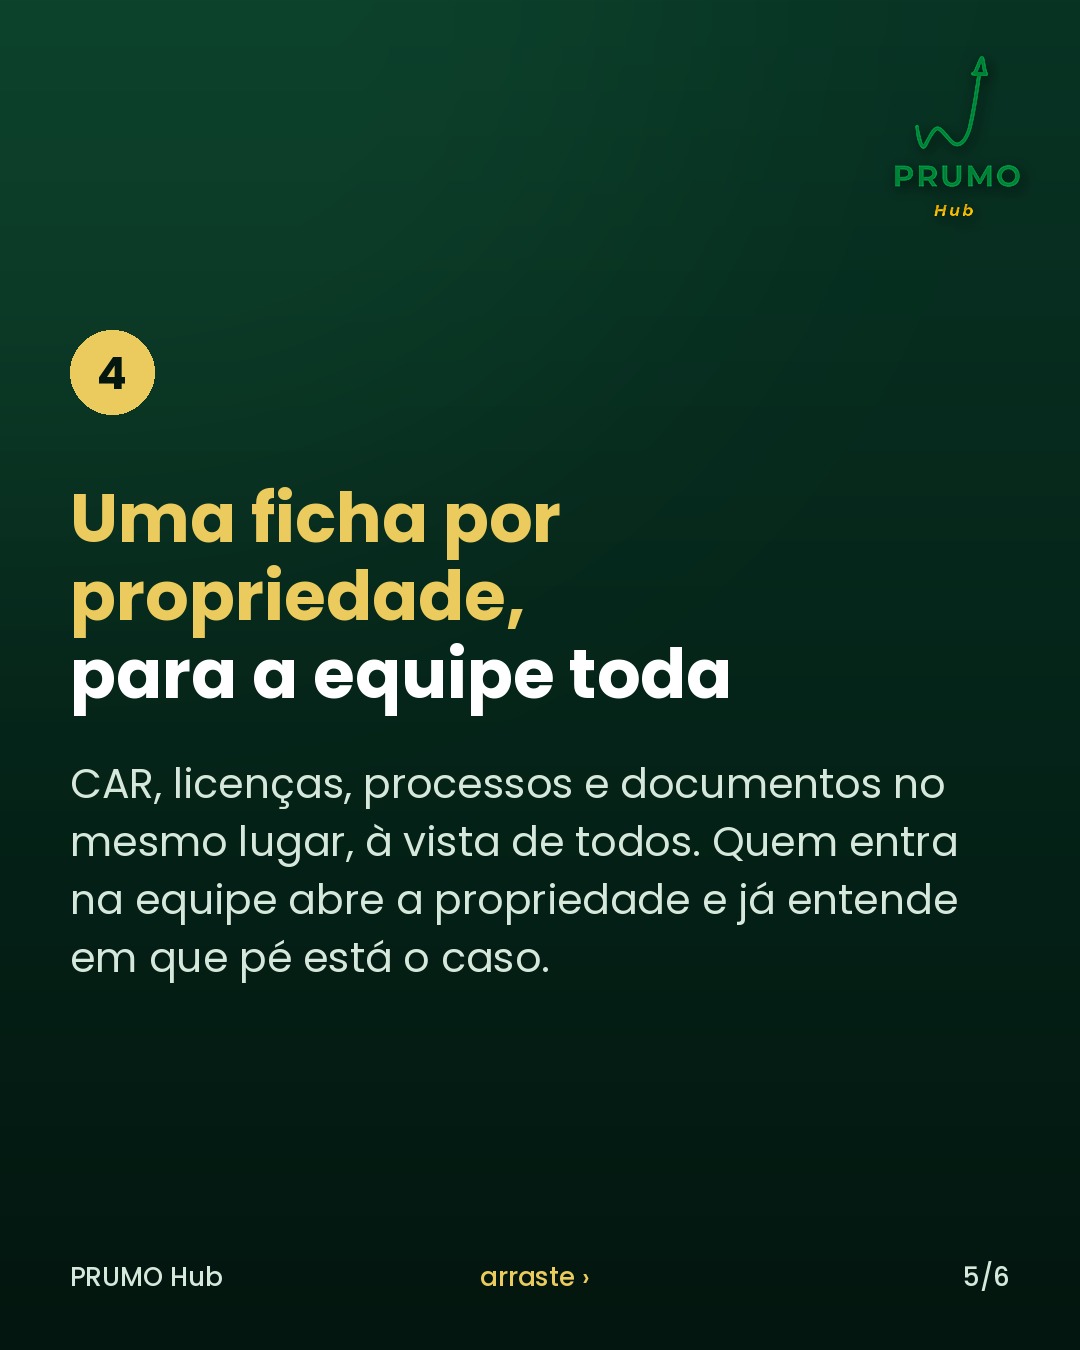 PRUMO
Hub
4
Uma ficha por
propriedade,
para a equipe toda
CAR, licenças, processos e documentos no
mesmo lugar, à vista de todos. Quem entra
na equipe abre a propriedade e já entende
em que pé está o caso.
PRUMO Hub
arraste ›
5/6